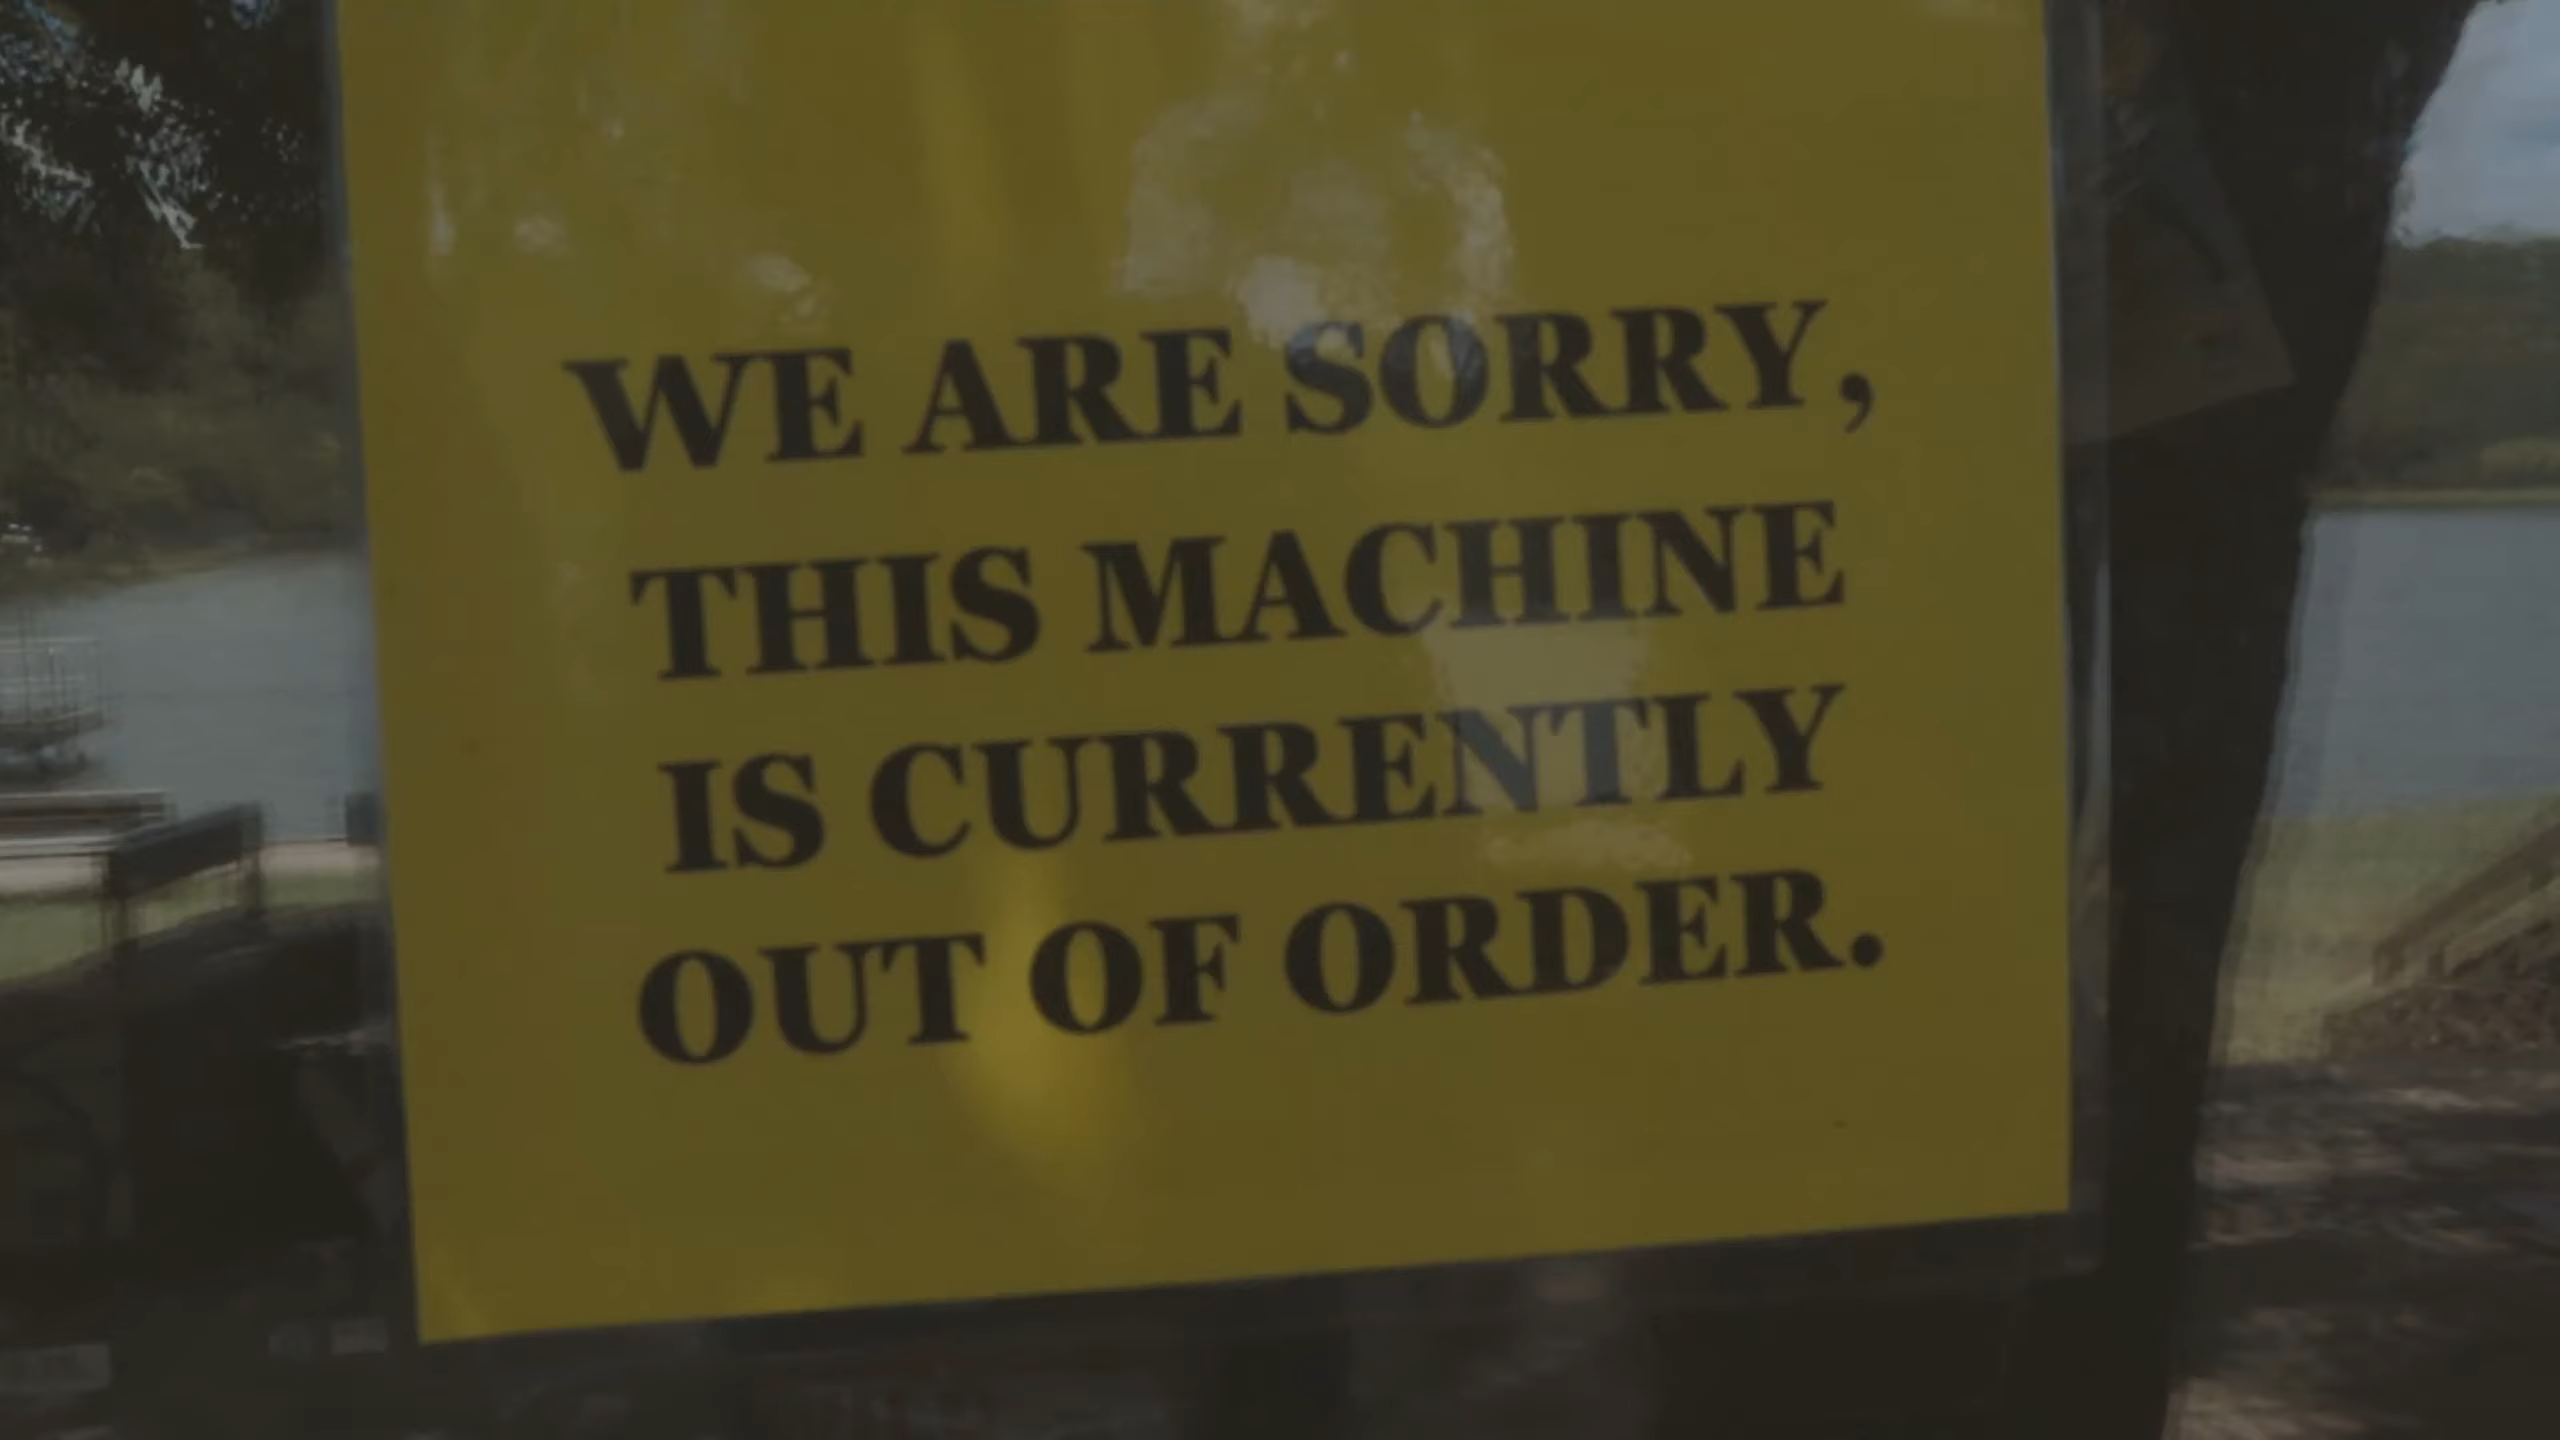 WE ARE SORRY,
THIS MACHINE
IS CURRENTLY
OUT OF ORDER.